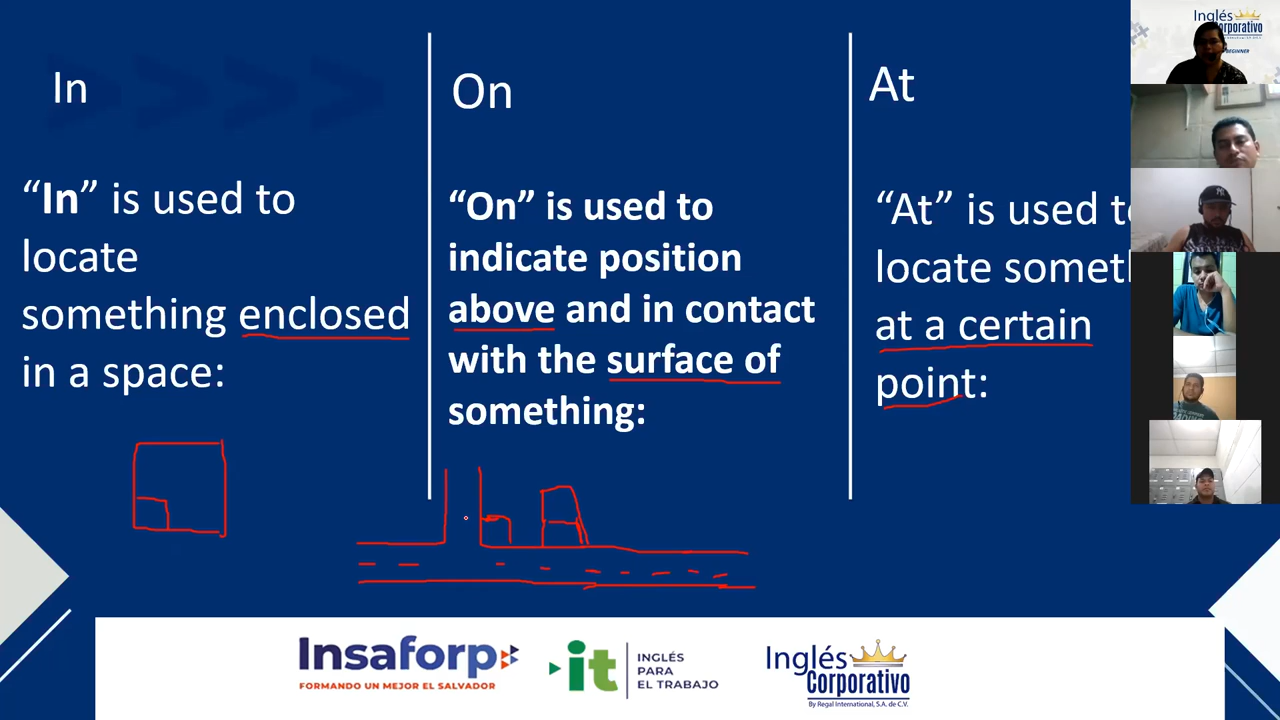 In
“In” is used to
locate
something enclosed
in a space:
On
“On” is used to
indicate position
above and in contact
with the surface of
something:
At
“At” is used
locate
at a certain
point:
Insaforp
FORMANDO UN MEJOR EL SALVADOR
it
INGLÉS
PARA
EL TRABAJO
Inglés
Corporativo
By Regal International, S.A. de C.V.
Inglés
Corporativo
BEGINNER